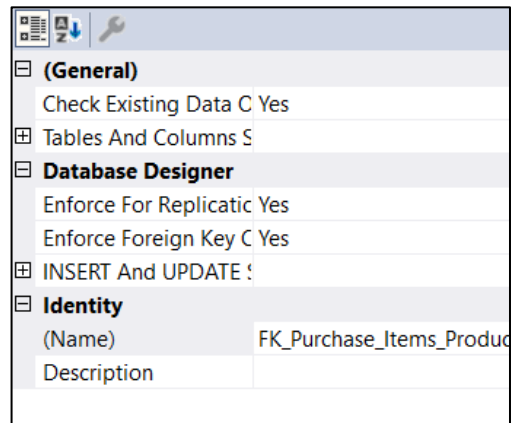 (General)
Check Existing Data O Yes
Tables And Columns S
Database Designer
Enforce For Replicatic Yes
Enforce Foreign Key C Yes
INSERT And UPDATE S
Identity
(Name) FK_Purchase_Items_Produc
Description